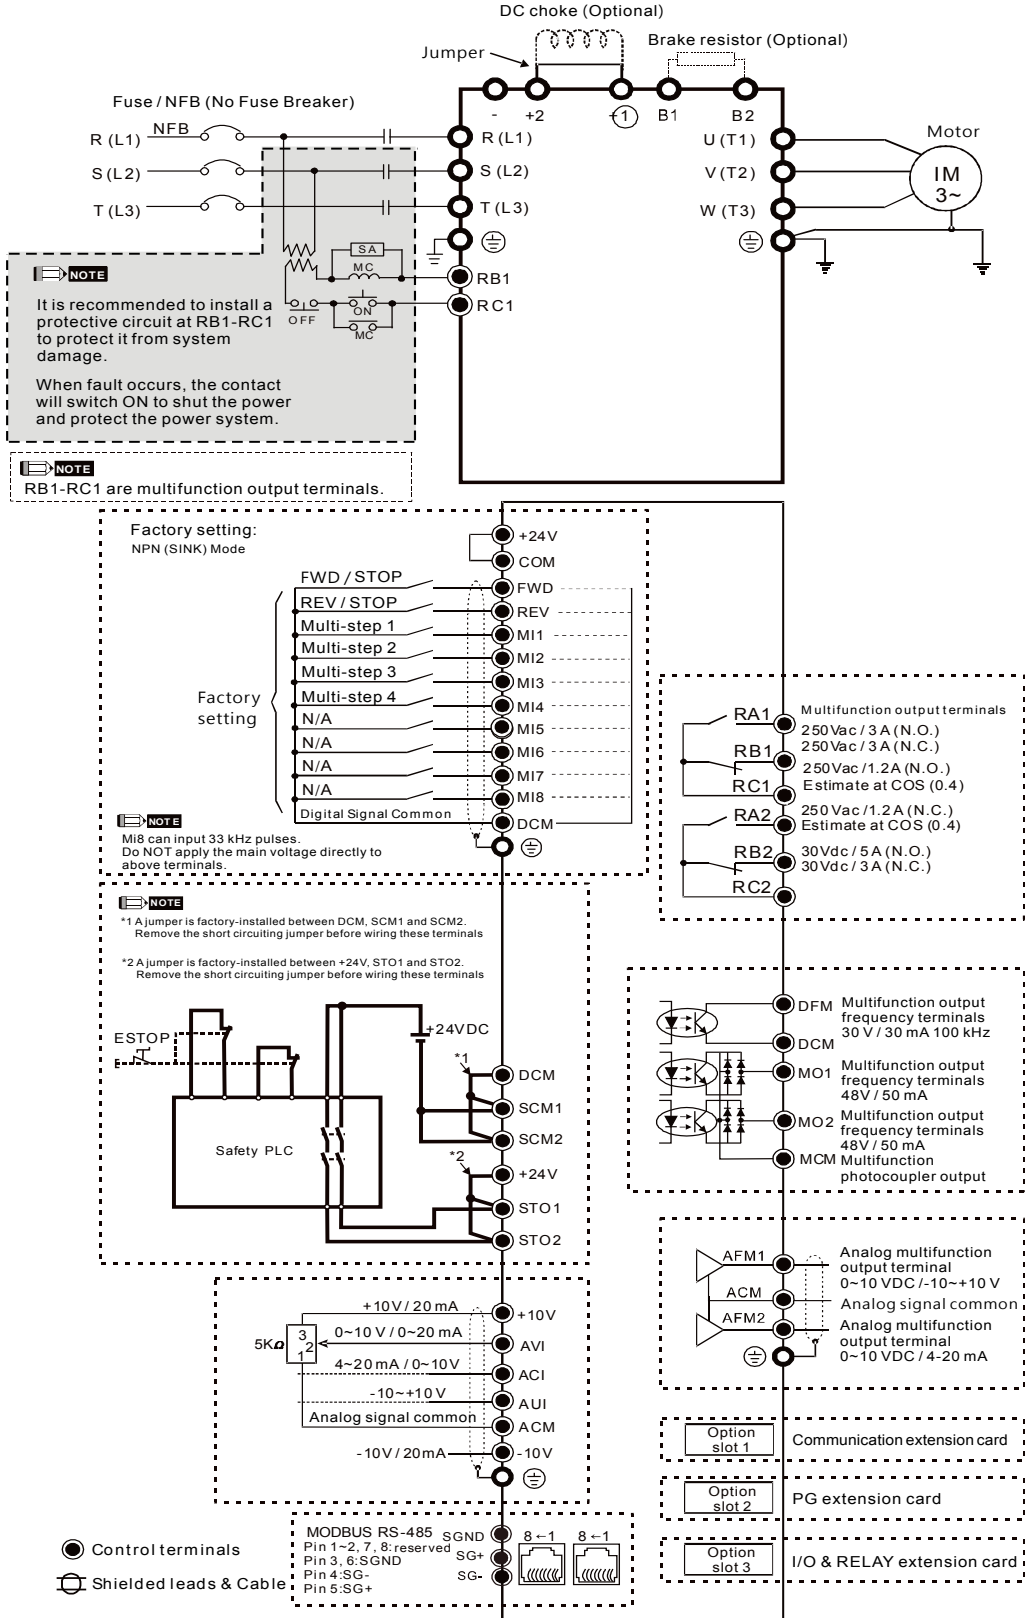 DC choke (Optional)
Jumper
Brake resistor (Optional)
Fuse / NFB (No Fuse Breaker)
-
+2
+1
B1
B2
R (L1)
NFB
R (L1)
U (T1)
Motor
S (L2)
S (L2)
V (T2)
IM
3~
T (L3)
T (L3)
W (T3)
SA
MC
RB1
ON
RC1
OFF
MC
NOTE
It is recommended to install a
protective circuit at RB1-RC1
to protect it from system
damage.
When fault occurs, the contact
will switch ON to shut the power
and protect the power system.
NOTE
RB1-RC1 are multifunction output terminals.
Factory setting:
NPN (SINK) Mode
+24V
COM
FWD / STOP
FWD
REV / STOP
REV
Multi-step 1
MI1
Multi-step 2
MI2
Multi-step 3
MI3
Factory
setting
Multi-step 4
MI4
N/A
MI5
N/A
MI6
N/A
MI7
N/A
MI8
Digital Signal Common
DCM
NOTE
Mi8 can input 33 kHz pulses.
Do NOT apply the main voltage directly to
above terminals.
RA1
Multifunction output terminals
250Vac / 3 A (N.O.)
250Vac / 3 A (N.C.)
RB1
250Vac /1.2A (N.O.)
Estimate at COS (0.4)
RC1
250 Vac /1.2A (N.C.)
Estimate at COS (0.4)
RA2
RB2
30Vdc / 5 A (N.O.)
30Vdc / 3 A (N.C.)
RC2
NOTE
*1 A jumper is factory-installed between DCM, SCM1 and SCM2.
Remove the short circuiting jumper before wiring these terminals
*2 A jumper is factory-installed between +24V, STO1 and STO2.
Remove the short circuiting jumper before wiring these terminals
ESTOP
+24VDC
*1
DCM
SCM1
SCM2
Safety PLC
*2
+24V
STO1
STO2
DFM
Multifunction output
frequency terminals
30 V / 30 mA 100 kHz
DCM
MO1
Multifunction output
frequency terminals
48V / 50 mA
MO2
Multifunction output
frequency terminals
48V / 50 mA
MCM
Multifunction
photocoupler output
AFM1
Analog multifunction
output terminal
0~10 VDC /-10~+10 V
ACM
Analog signal common
AFM2
Analog multifunction
output terminal
0~10 VDC / 4-20 mA
+10V / 20 mA
+10V
5KΩ
3
2
1
0~10 V / 0~20 mA
AVI
4~20 mA / 0~10V
ACI
-10~+10 V
AUI
Analog signal common
ACM
-10V / 20mA
-10V
Option
slot 1
Communication extension card
Option
slot 2
PG extension card
Option
slot 3
I/O & RELAY extension card
MODBUS RS-485
Pin 1~2, 7, 8: reserved
Pin 3, 6:SGND
Pin 4:SG-
Pin 5:SG+
SGND
SG+
SG-
8 ←1
8 ←1
Control terminals
Shielded leads & Cable